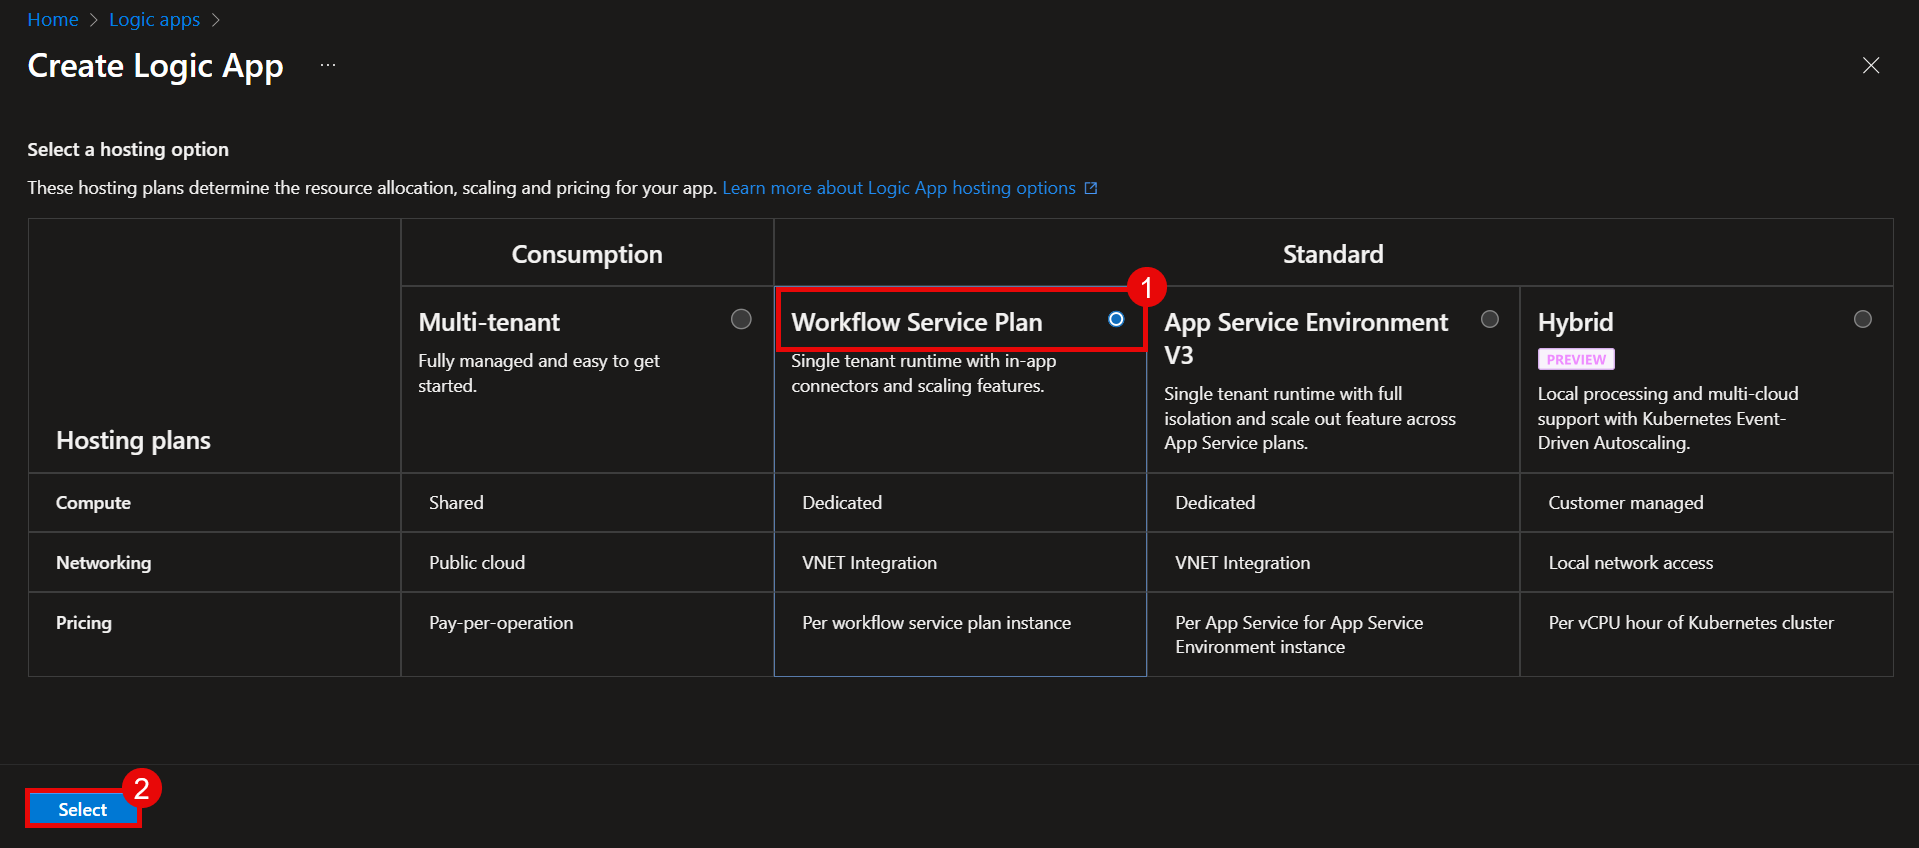 Home > Logic apps >
Create Logic App ...
Select a hosting option
These hosting plans determine the resource allocation, scaling and pricing for your app. Learn more about Logic App hosting options
Hosting plans
Consumption
Standard
1
Multi-tenant
Fully managed and easy to get
started.
Workflow Service Plan
Single tenant runtime with in-app
connectors and scaling features.
App Service Environment
V3
Single tenant runtime with full
isolation and scale out feature across
App Service plans.
Hybrid
PREVIEW
Local processing and multi-cloud
support with Kubernetes Event-
Driven Autoscaling.
Compute
Shared
Dedicated
Dedicated
Customer managed
Networking
Public cloud
VNET Integration
VNET Integration
Local network access
Pricing
Pay-per-operation
Per workflow service plan instance
Per App Service for App Service
Environment instance
Per vCPU hour of Kubernetes cluster
2
Select